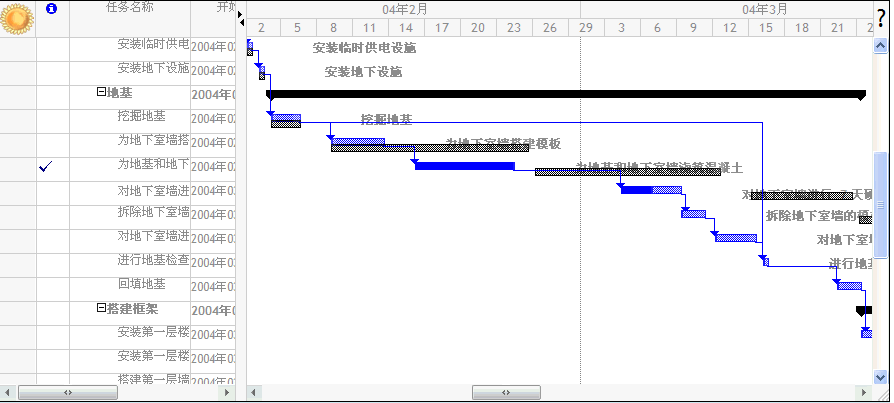 任务名称 开始
04年2月 04年3月
2 5 8 11 14 17 20 23 26 29 3 6 9 12 15 18 21 2
安装临时供电 2004年02 安装临时供电设施
安装地下设施 2004年02 安装地下设施
地基 2004年0
挖掘地基 2004年02 挖掘地基
为地下室墙搭 2004年02 为地下室墙搭建模板
为地基和地下 2004年02 为地基和地下室墙浇筑混凝土
对地下室墙进 2004年02 对地下室墙进行 7 天硬
拆除地下室墙 2004年02 拆除地下室墙的模
对地下室墙进 2004年02 对地下室墙
进行地基检查 2004年02 进行地基
回填地基 2004年02
搭建框架 2004年0
安装第一层楼 2004年02
安装第一层楼 2004年02
搭建第一层墙 2004年02